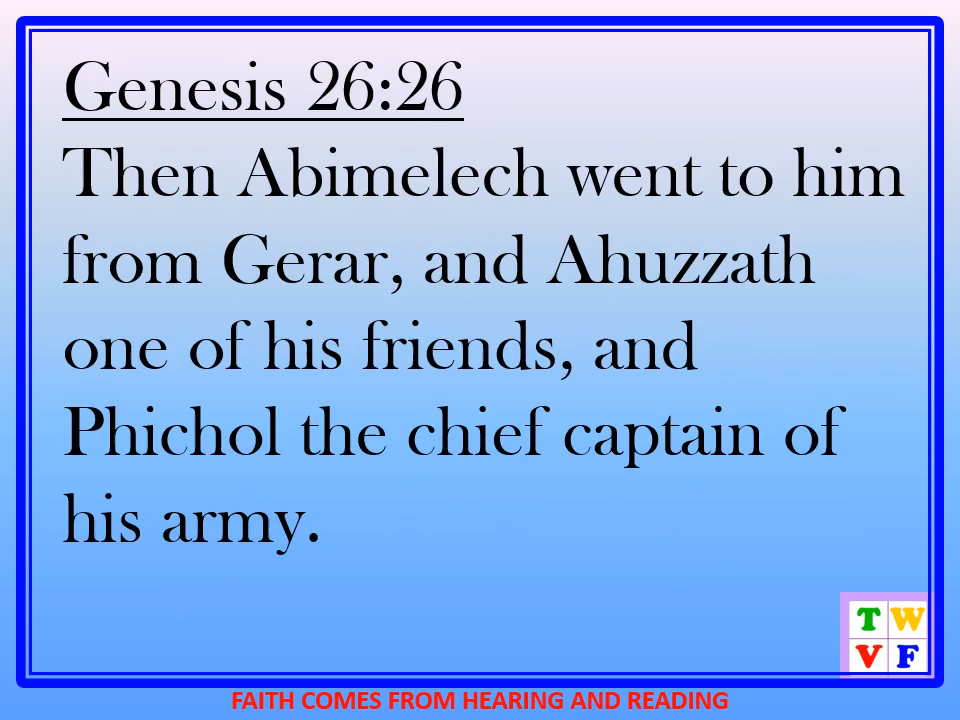 Genesis 26:26
Then Abimelech went to him
from Gerar, and Ahuzzath
one of his friends, and
Phichol the chief captain of
his army.
T W
V F
FAITH COMES FROM HEARING AND READING